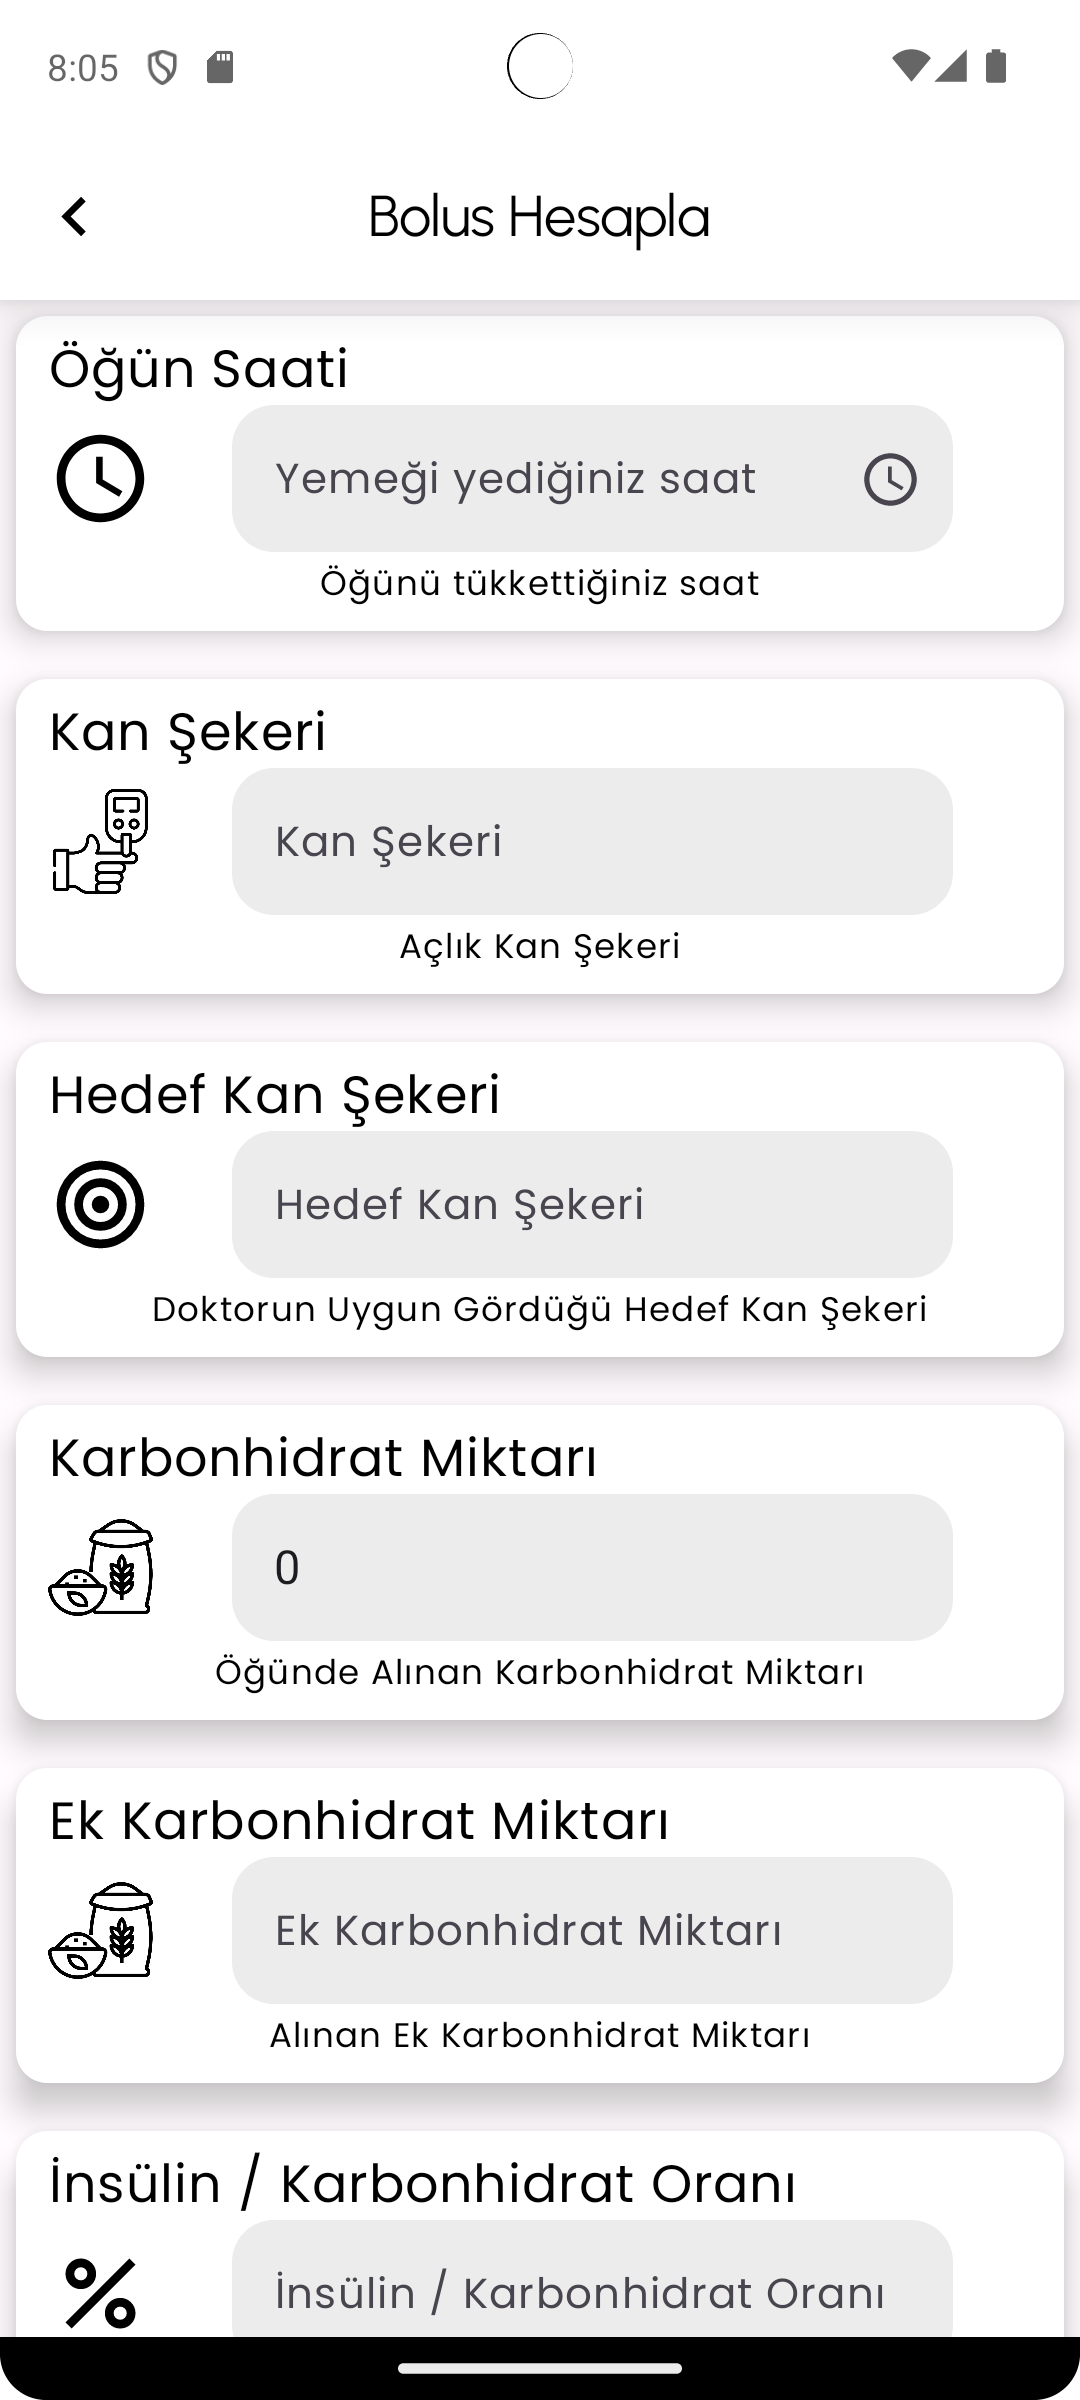 8:05
Bolus Hesapla
Öğün Saati
Yemeği yediğiniz saat
Öğünü tükkettiğiniz saat
Kan Şekeri
Kan Şekeri
Açlık Kan Şekeri
Hedef Kan Şekeri
Hedef Kan Şekeri
Doktorun Uygun Gördüğü Hedef Kan Şekeri
Karbonhidrat Miktarı
0
Öğünde Alınan Karbonhidrat Miktarı
Ek Karbonhidrat Miktarı
Ek Karbonhidrat Miktarı
Alınan Ek Karbonhidrat Miktarı
İnsülin / Karbonhidrat Oranı
İnsülin / Karbonhidrat Oranı